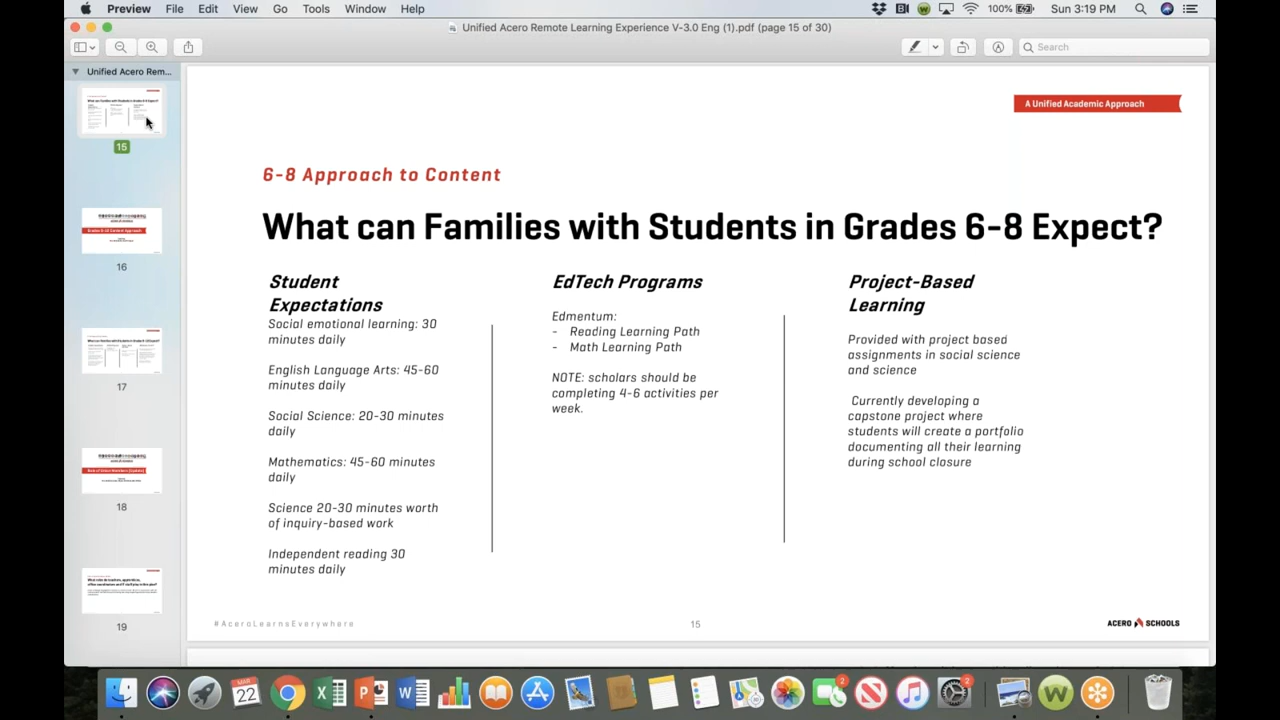 Preview File Edit View Go Tools Window Help
100% Sun 3:19 PM
Unified Acero Remote Learning Experience V-3.0 Eng (1).pdf (page 15 of 30)
Search
Unified Acero Rem...
15
16
17
18
19
A Unified Academic Approach
6-8 Approach to Content
What can Families with Students in Grades 6-8 Expect?
Student
Expectations
Social emotional learning: 30
minutes daily
English Language Arts: 45-60
minutes daily
Social Science: 20-30 minutes
daily
Mathematics: 45-60 minutes
daily
Science 20-30 minutes worth
of inquiry-based work
Independent reading 30
minutes daily
EdTech Programs
Edmentum:
- Reading Learning Path
- Math Learning Path
NOTE: scholars should be
completing 4-6 activities per
week.
Project-Based
Learning
Provided with project based
assignments in social science
and science
Currently developing a
capstone project where
students will create a portfolio
documenting all their learning
during school closure
#AceroLearnsEverywhere
15
ACERO SCHOOLS
MAR
22
2
2